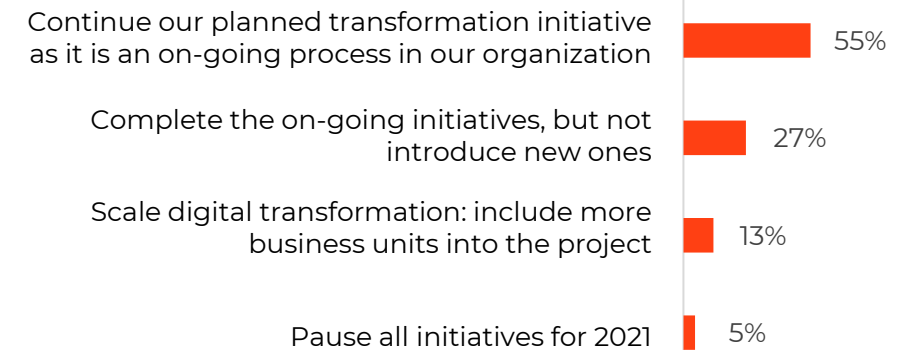 Continue our planned transformation initiative
as it is an on-going process in our organization
55%
Complete the on-going initiatives, but not
introduce new ones
27%
Scale digital transformation: include more
business units into the project
13%
Pause all initiatives for 2021
5%